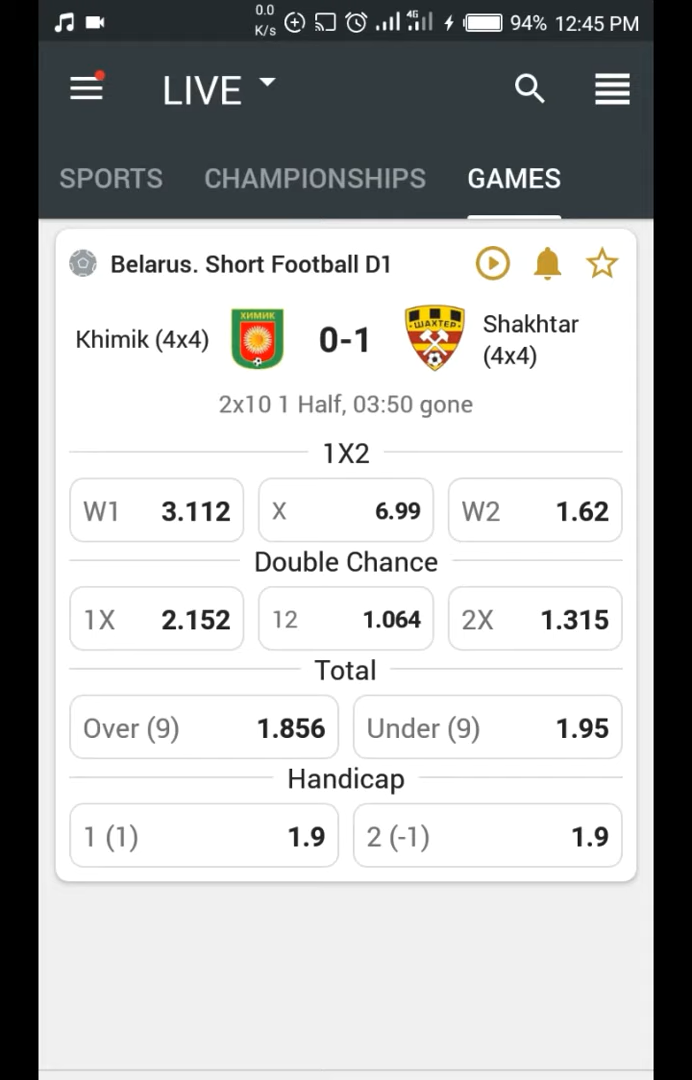 0.0
K/s
4G
94% 12:45 PM
LIVE
SPORTS CHAMPIONSHIPS GAMES
Belarus. Short Football D1
Khimik (4x4) ХИМИК 0-1 ШАХТЕР Shakhtar
(4x4)
2x10 1 Half, 03:50 gone
1X2
W1 3.112 X 6.99 W2 1.62
Double Chance
1X 2.152 12 1.064 2X 1.315
Total
Over (9) 1.856 Under (9) 1.95
Handicap
1 (1) 1.9 2 (-1) 1.9